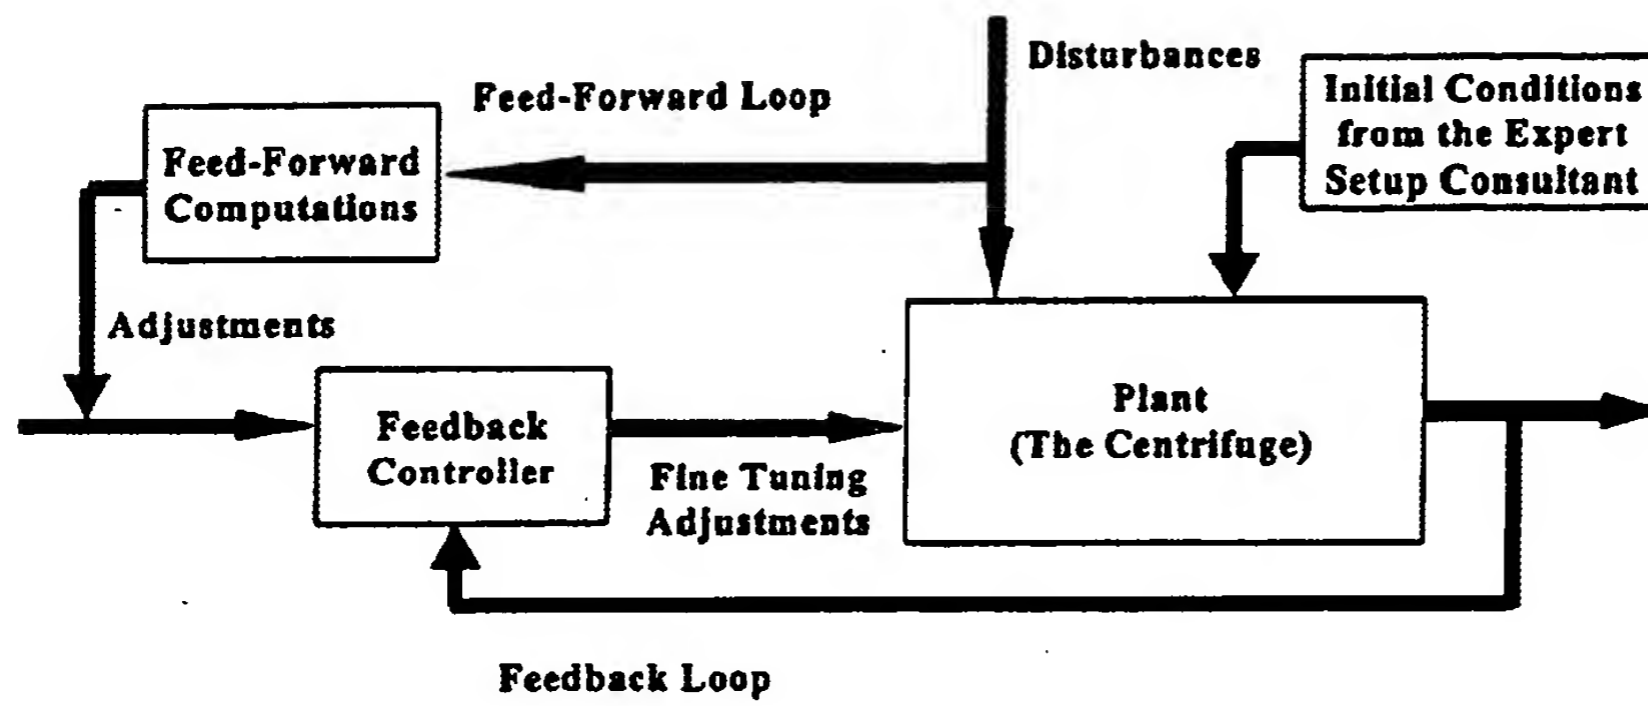 Disturbances
Feed-Forward Loop
Initial Conditions
from the Expert
Setup Consultant
Feed-Forward
Computations
Adjustments
Feedback
Controller
Fine Tuning
Adjustments
Plant
(The Centrifuge)
Feedback Loop